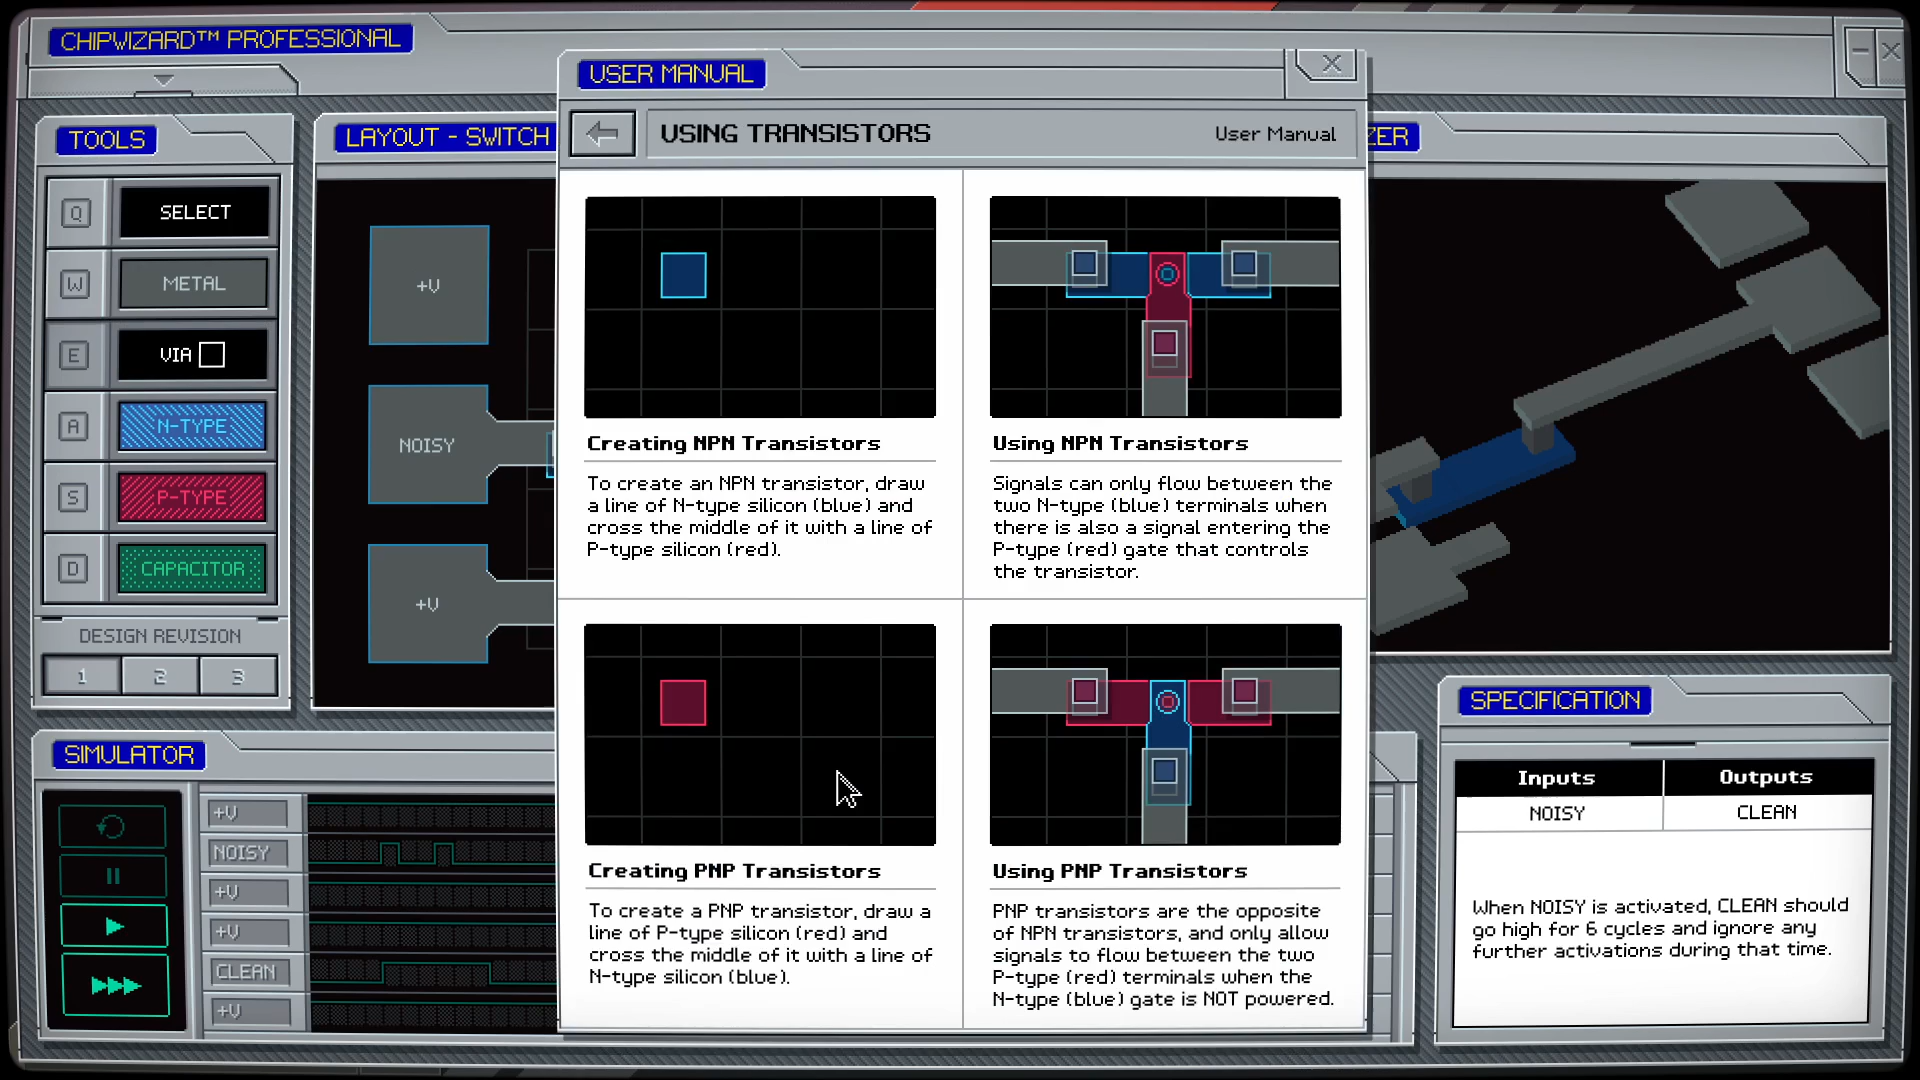 CHIPWIZARD™ PROFESSIONAL
USER MANUAL
USING TRANSISTORS
User Manual
TOOLS
Q
SELECT
W
METAL
E
VIA
A
N-TYPE
S
P-TYPE
D
CAPACITOR
DESIGN REVISION
1
2
3
LAYOUT - SWITCH
+V
NOISY
+V
Creating NPN Transistors
To create an NPN transistor, draw
a line of N-type silicon (blue) and
cross the middle of it with a line of
P-type silicon (red).
Using NPN Transistors
Signals can only flow between the
two N-type (blue) terminals when
there is also a signal entering the
P-type (red) gate that controls
the transistor.
Creating PNP Transistors
To create a PNP transistor, draw a
line of P-type silicon (red) and
cross the middle of it with a line of
N-type silicon (blue).
Using PNP Transistors
PNP transistors are the opposite
of NPN transistors, and only allow
signals to flow between the two
P-type (red) terminals when the
N-type (blue) gate is NOT powered.
SIMULATOR
+V
NOISY
+V
+V
CLEAN
+V
SPECIFICATION
Inputs
Outputs
NOISY
CLEAN
When NOISY is activated, CLEAN should
go high for 6 cycles and ignore any
further activations during that time.